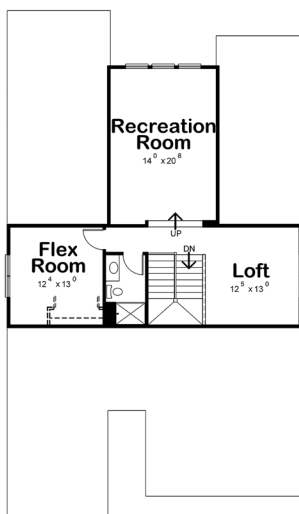 Recreation
Room
14⁰ x 20⁸
UP
DN
Flex
Room
12⁴ x 13⁰
Loft
12⁵ x 13⁰